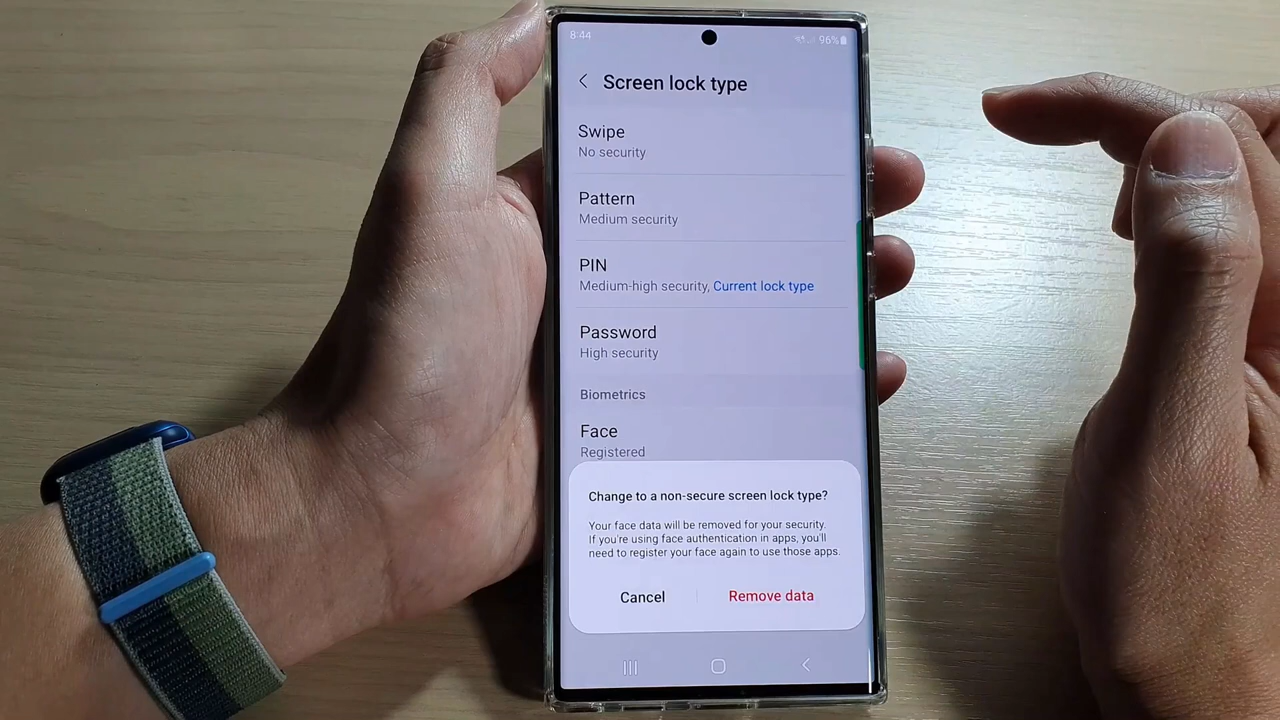 8:44
96%
Screen lock type
Swipe
No security
Pattern
Medium security
PIN
Medium-high security, Current lock type
Password
High security
Biometrics
Face
Registered
Change to a non-secure screen lock type?
Your face data will be removed for your security.
If you're using face authentication in apps, you'll
need to register your face again to use those apps.
Cancel
Remove data